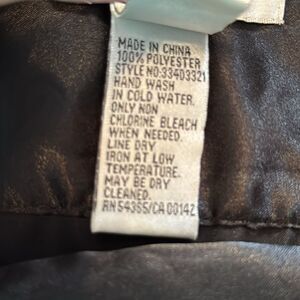 MADE IN CHINA
100% POLYESTER
STYLE NO:33403321
HAND WASH
IN COLD WATER.
ONLY NON
CHLORINE BLEACH
WHEN NEEDED.
LINE DRY
IRON AT LOW
TEMPERATURE.
MAY BE DRY
CLEANED.
RN 54365/CA 00142